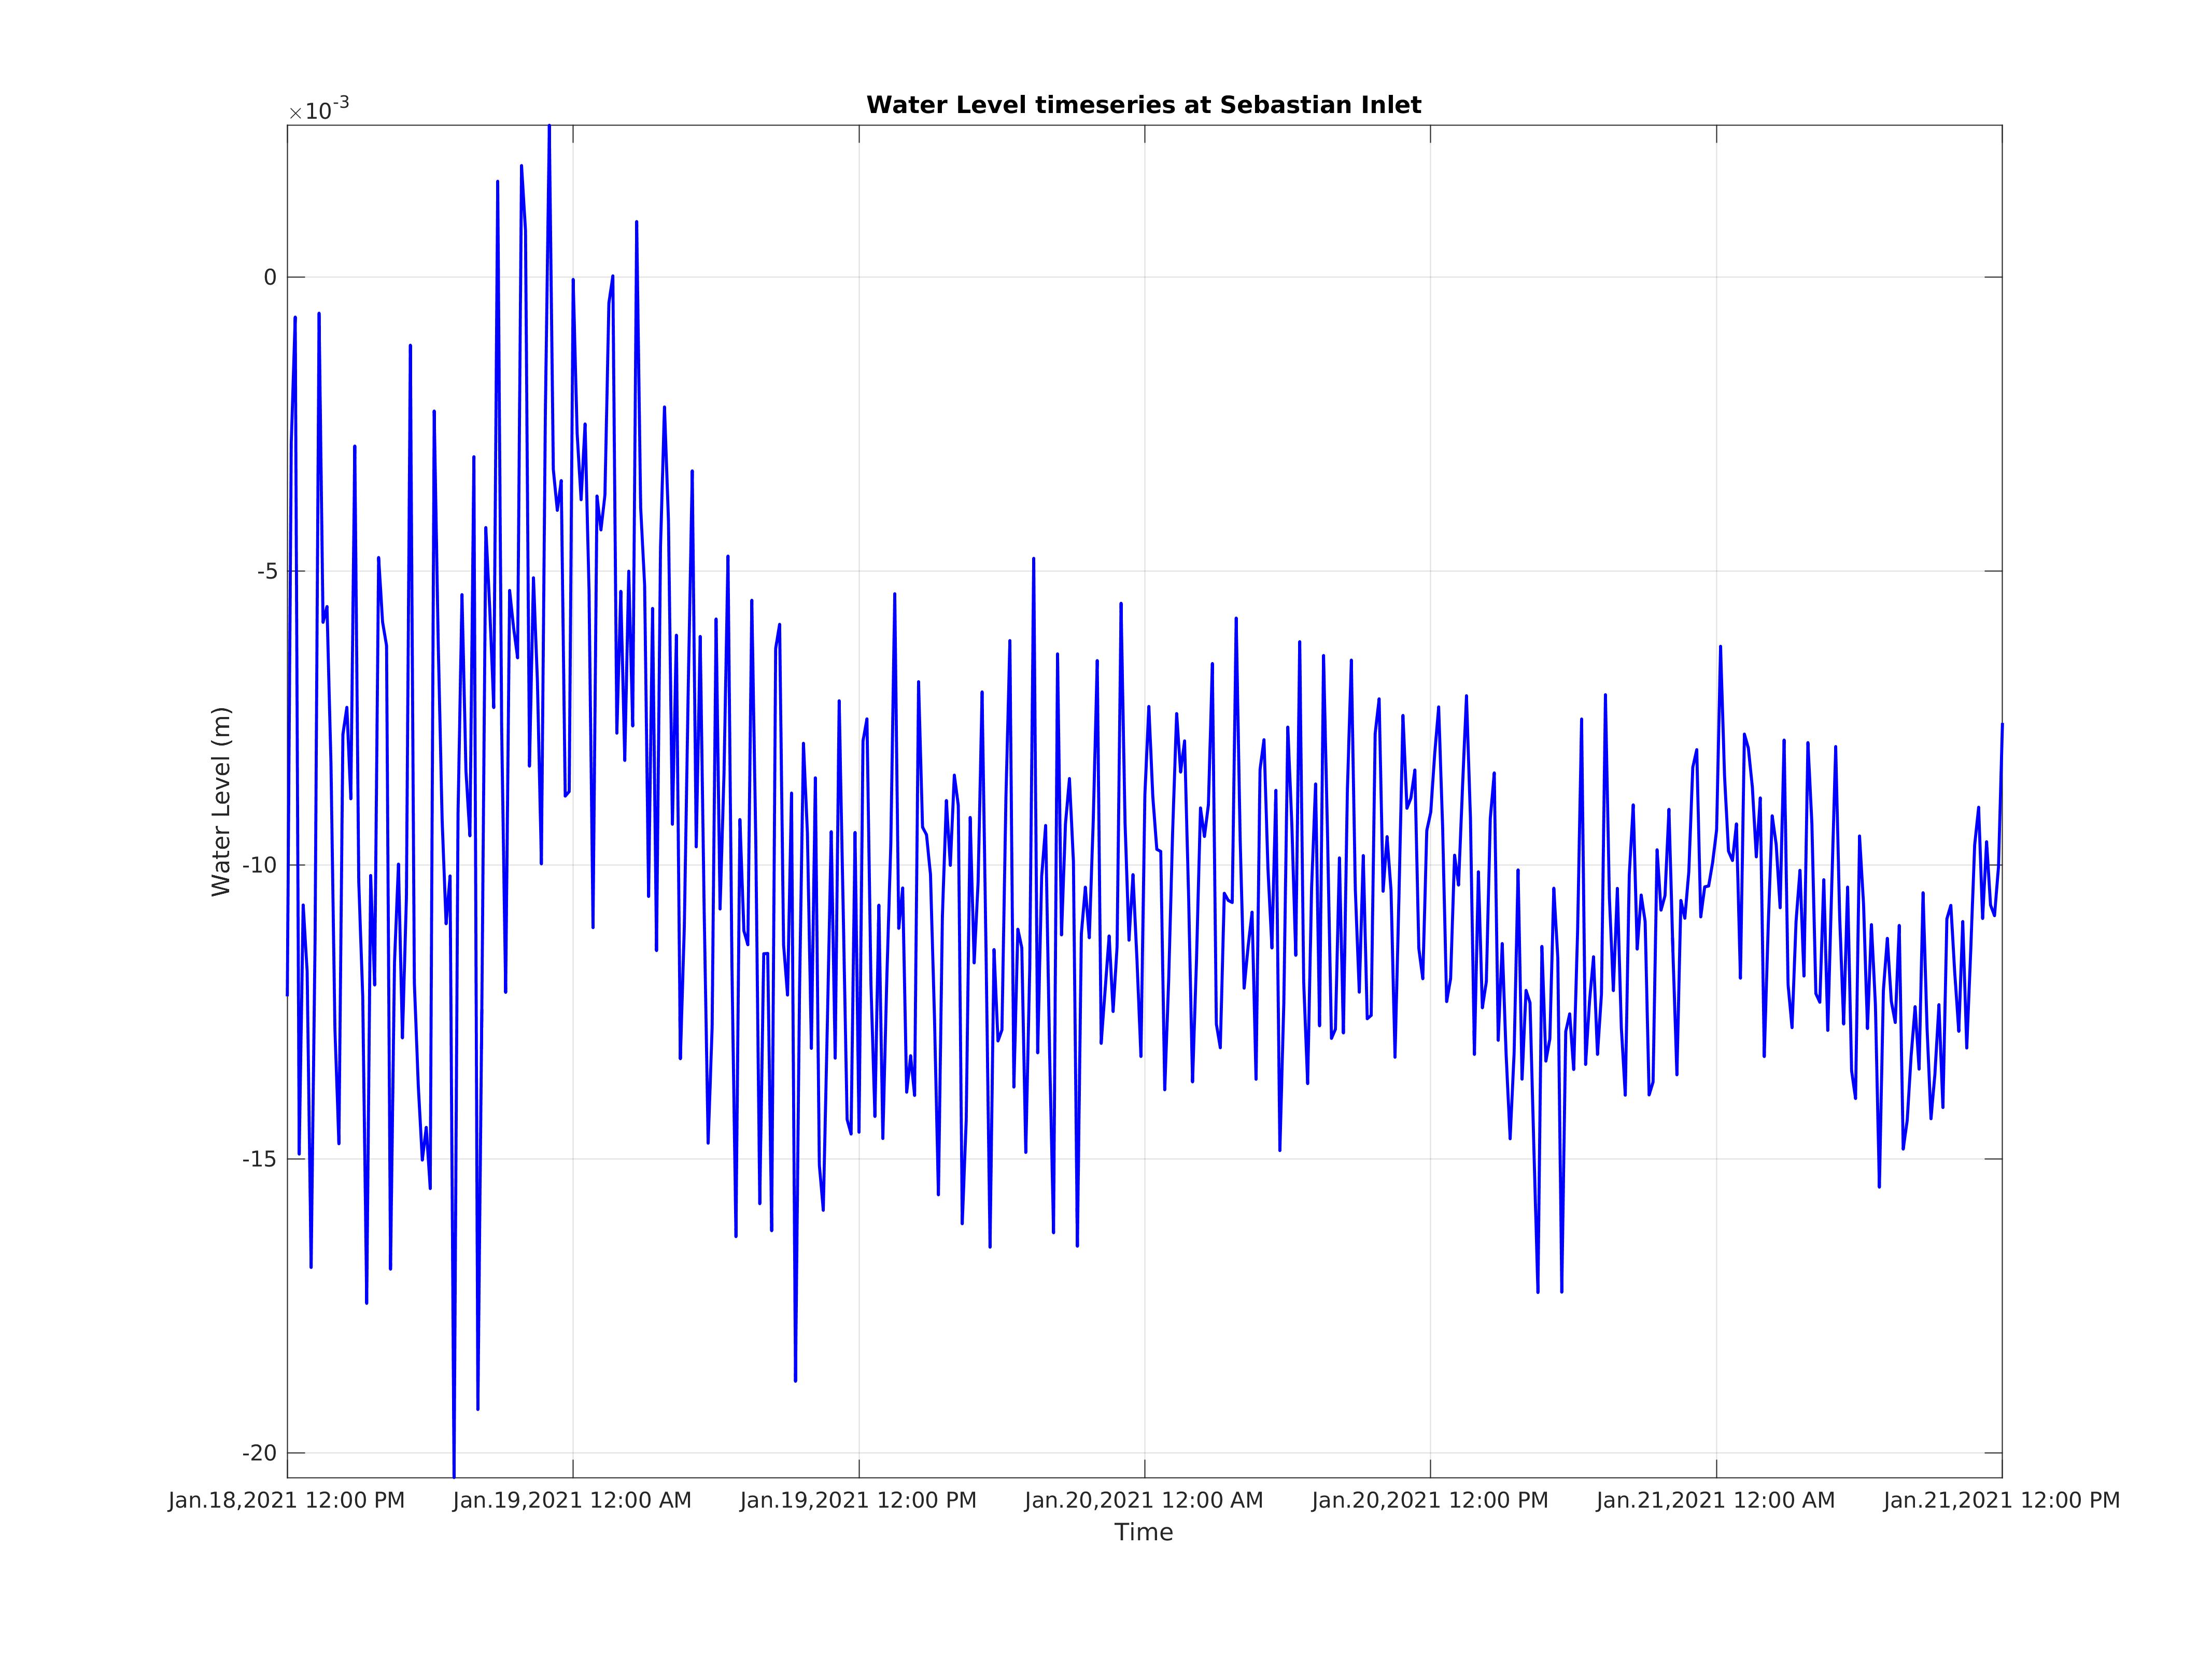 Water Level timeseries at Sebastian Inlet
×10-3
0
-5
-10
-15
-20
Water Level (m)
Jan.18,2021 12:00 PM Jan.19,2021 12:00 AM Jan.19,2021 12:00 PM Jan.20,2021 12:00 AM Jan.20,2021 12:00 PM Jan.21,2021 12:00 AM Jan.21,2021 12:00 PM
Time